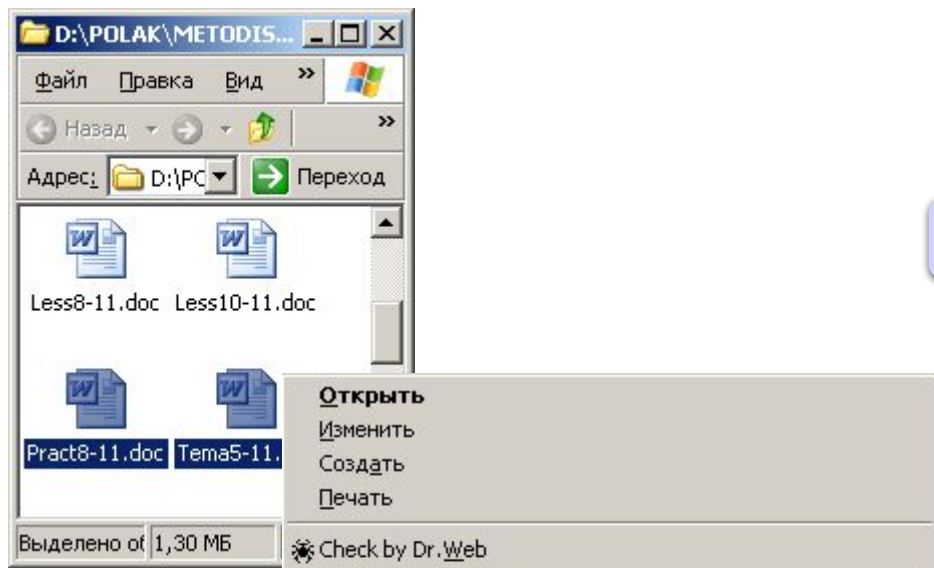 D:\POLAK\METODIS...
Файл Правка Вид »
Назад »
Адрес: D:\PC Переход
Less8-11.doc Less10-11.doc
Pract8-11.doc Tema5-11.
Открыть
Изменить
Создать
Печать
Выделено 1,30 МБ
Check by Dr.Web